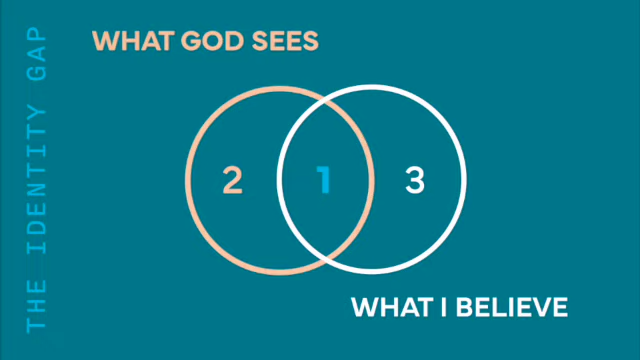 THE IDENTITY GAP
WHAT GOD SEES
2 1 3
WHAT I BELIEVE